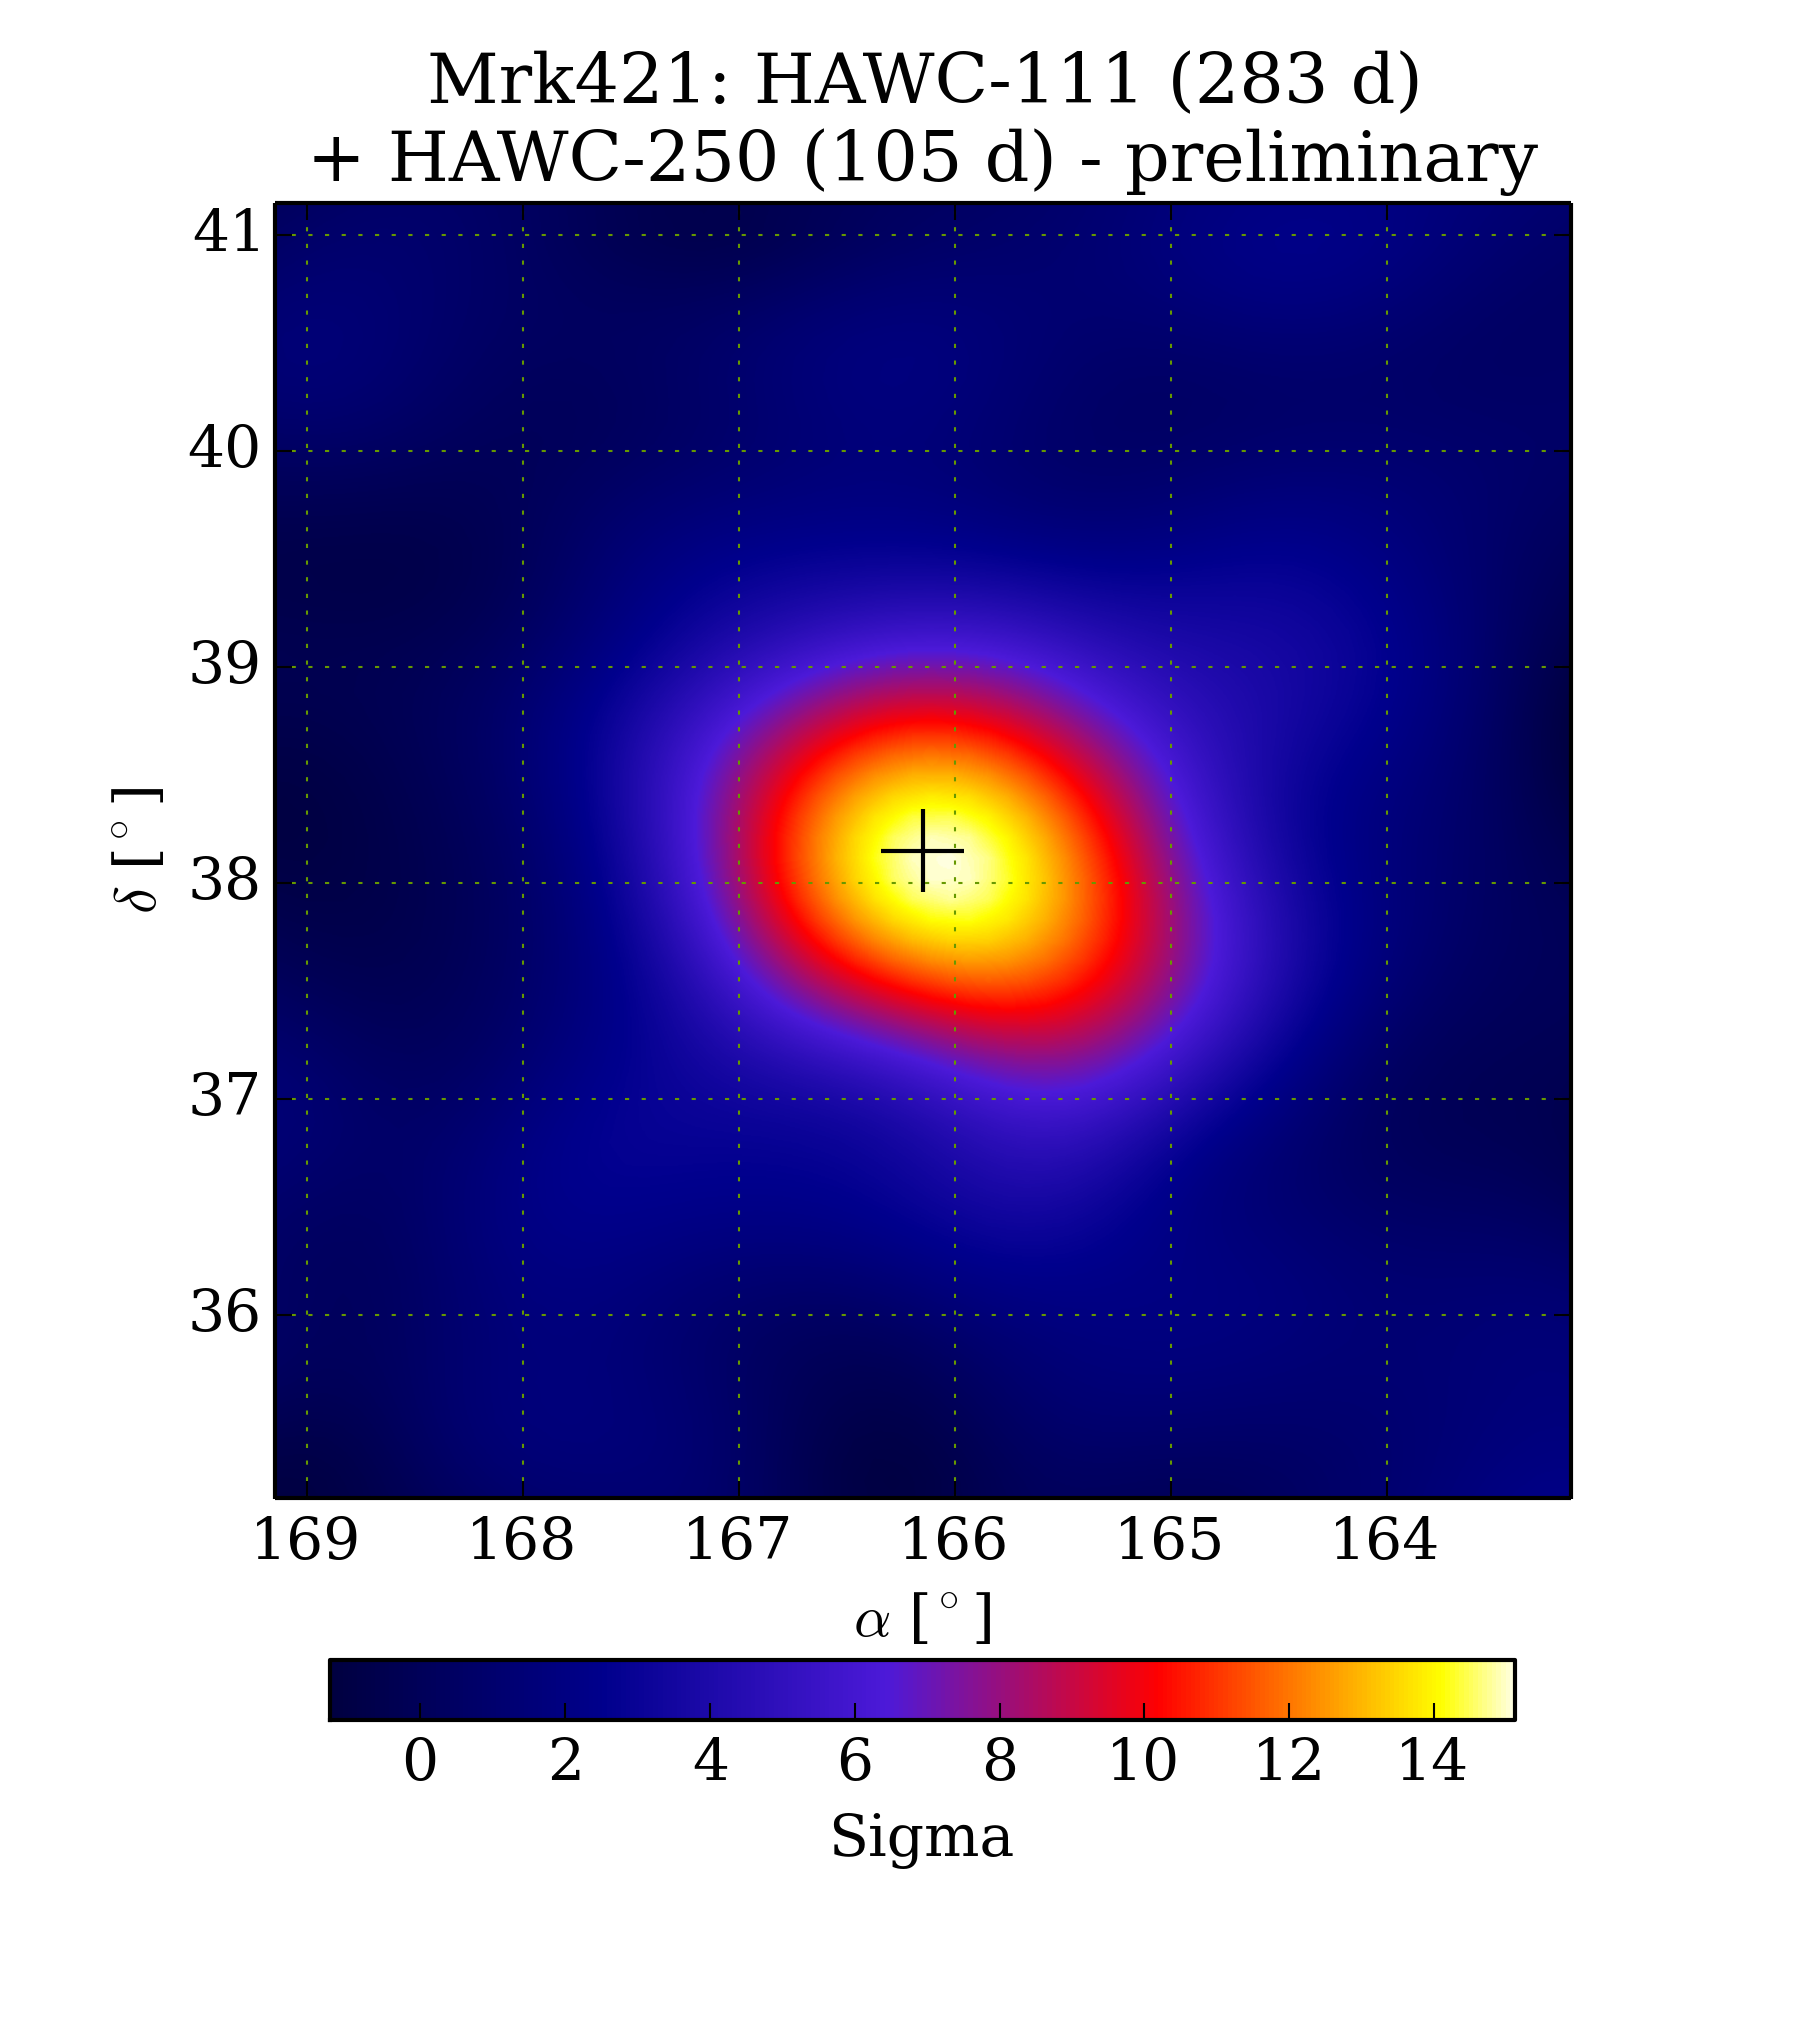 Mrk421: HAWC-111 (283 d)
+ HAWC-250 (105 d) - preliminary
41
40
39
38
37
36
δ [°]
169 168 167 166 165 164
α [°]
0 2 4 6 8 10 12 14
Sigma